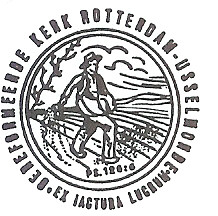 GEREFORMEERDE KERK ROTTERDAM-IJSSELMONDE
EX IACTURA LUCRUM
PS. 126:6